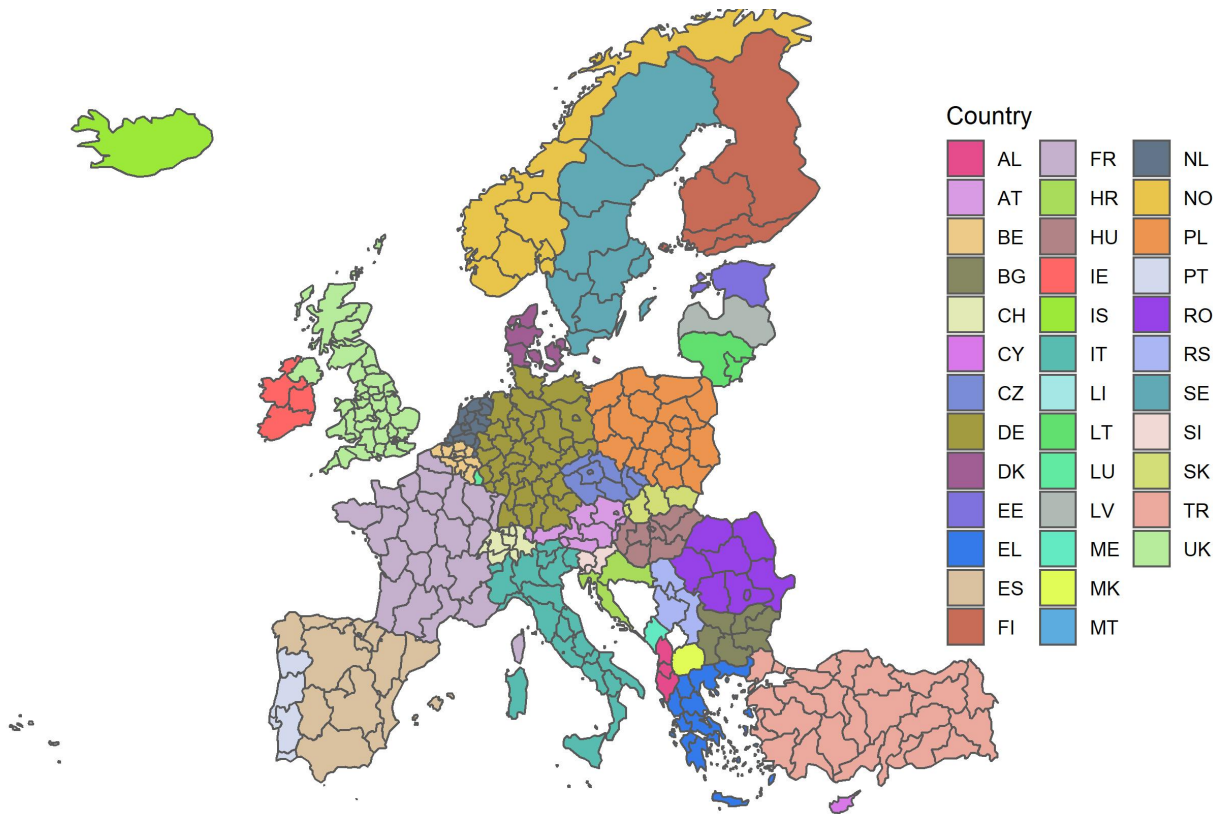 Country
AL FR NL
AT HR NO
BE HU PL
BG IE PT
CH IS RO
CY IT RS
CZ LI SE
DE LT SI
DK LU SK
EE LV TR
EL ME UK
ES MK
FI MT